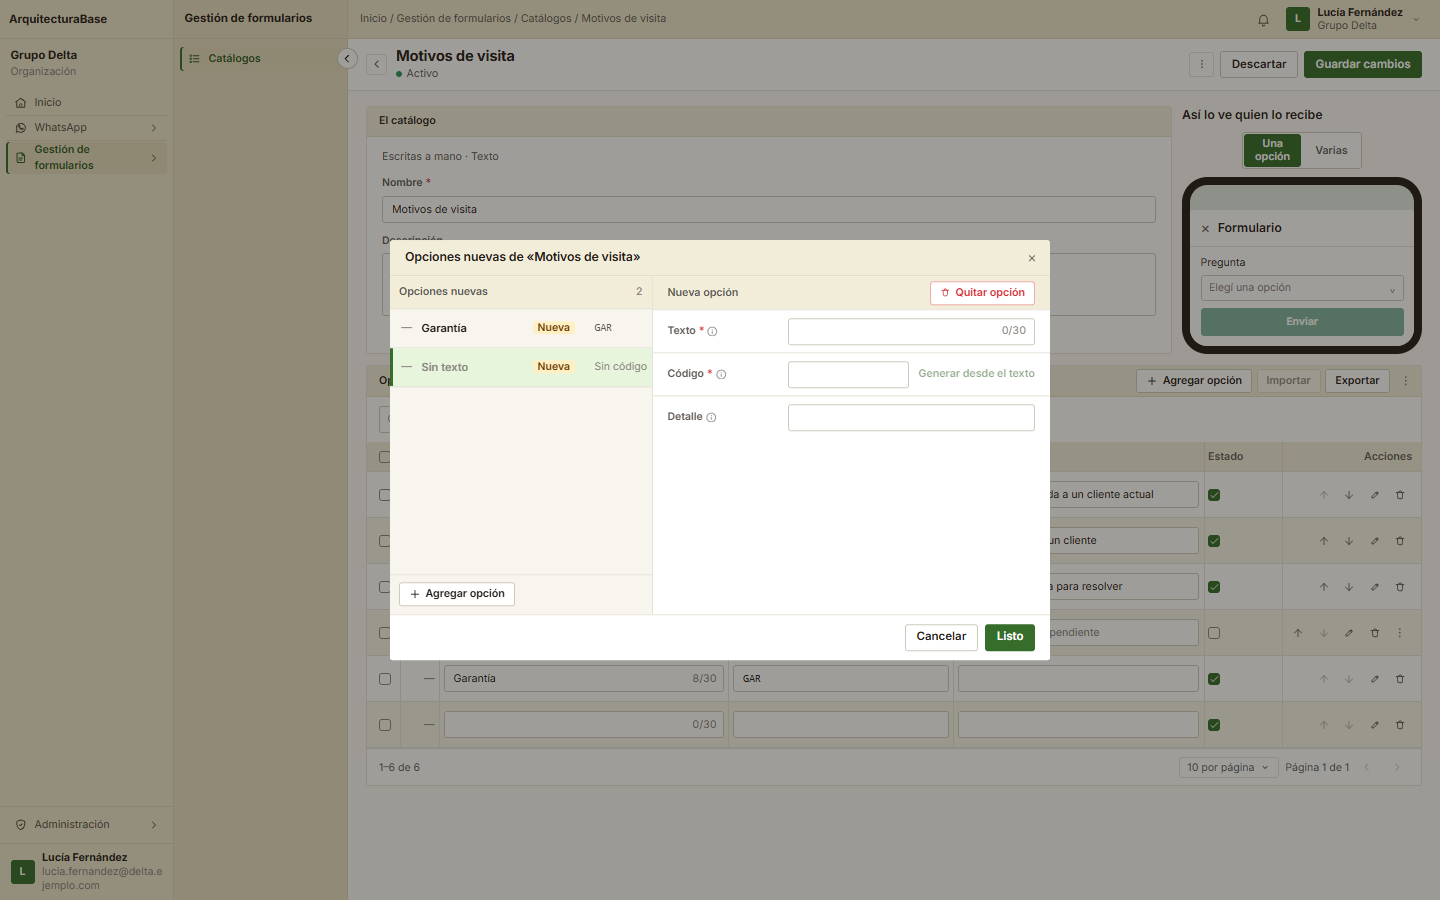 ArquitecturaBase
Grupo Delta
Organización
Inicio
WhatsApp
Gestión de
formularios
Administración
L
Lucía Fernández
lucia.fernandez@delta.e
jemplo.com
Gestión de formularios
Catálogos
Inicio / Gestión de formularios / Catálogos / Motivos de visita
L
Lucía Fernández
Grupo Delta
Motivos de visita
Activo
Descartar
Guardar cambios
El catálogo
Escritas a mano · Texto
Nombre *
Motivos de visita
Descripción
Así lo ve quien lo recibe
Una
opción
Varias
Formulario
Pregunta
Elegí una opción
Enviar
Opciones nuevas de «Motivos de visita»
Opciones nuevas 2
— Garantía Nueva GAR
— Sin texto Nueva Sin código
Agregar opción
Nueva opción
Quitar opción
Texto *
0/30
Código *
Generar desde el texto
Detalle
Cancelar
Listo
Agregar opción
Importar
Exportar
Estado
Acciones
a un cliente actual
un cliente
para resolver
pendiente
— Garantía 8/30 GAR
— 0/30
1–6 de 6
10 por página
Página 1 de 1